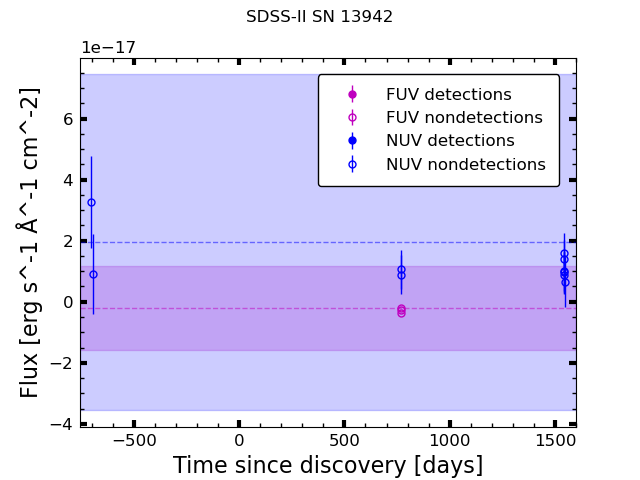 SDSS-II SN 13942
1e−17
FUV detections
FUV nondetections
NUV detections
NUV nondetections
6
4
2
0
−2
−4
Flux [erg s^-1 Å^-1 cm^-2]
−500 0 500 1000 1500
Time since discovery [days]